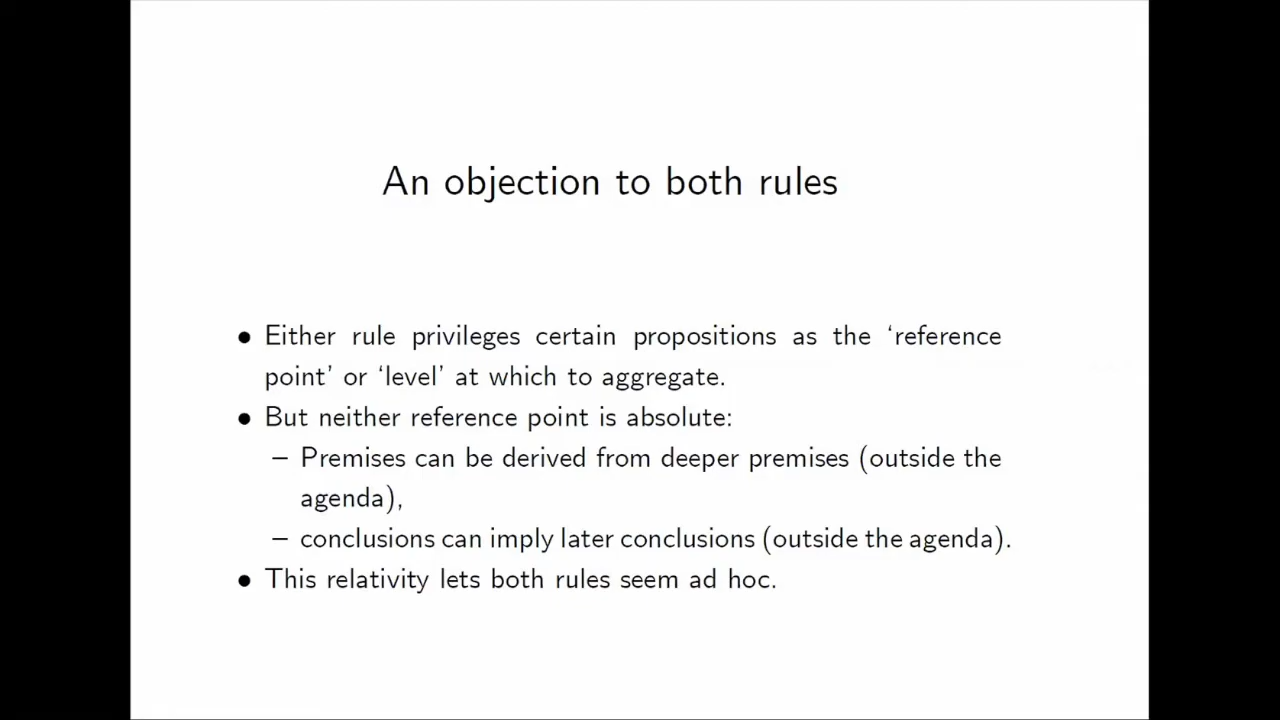 An objection to both rules
• Either rule privileges certain propositions as the ‘reference
point’ or ‘level’ at which to aggregate.
• But neither reference point is absolute:
– Premises can be derived from deeper premises (outside the
agenda),
– conclusions can imply later conclusions (outside the agenda).
• This relativity lets both rules seem ad hoc.